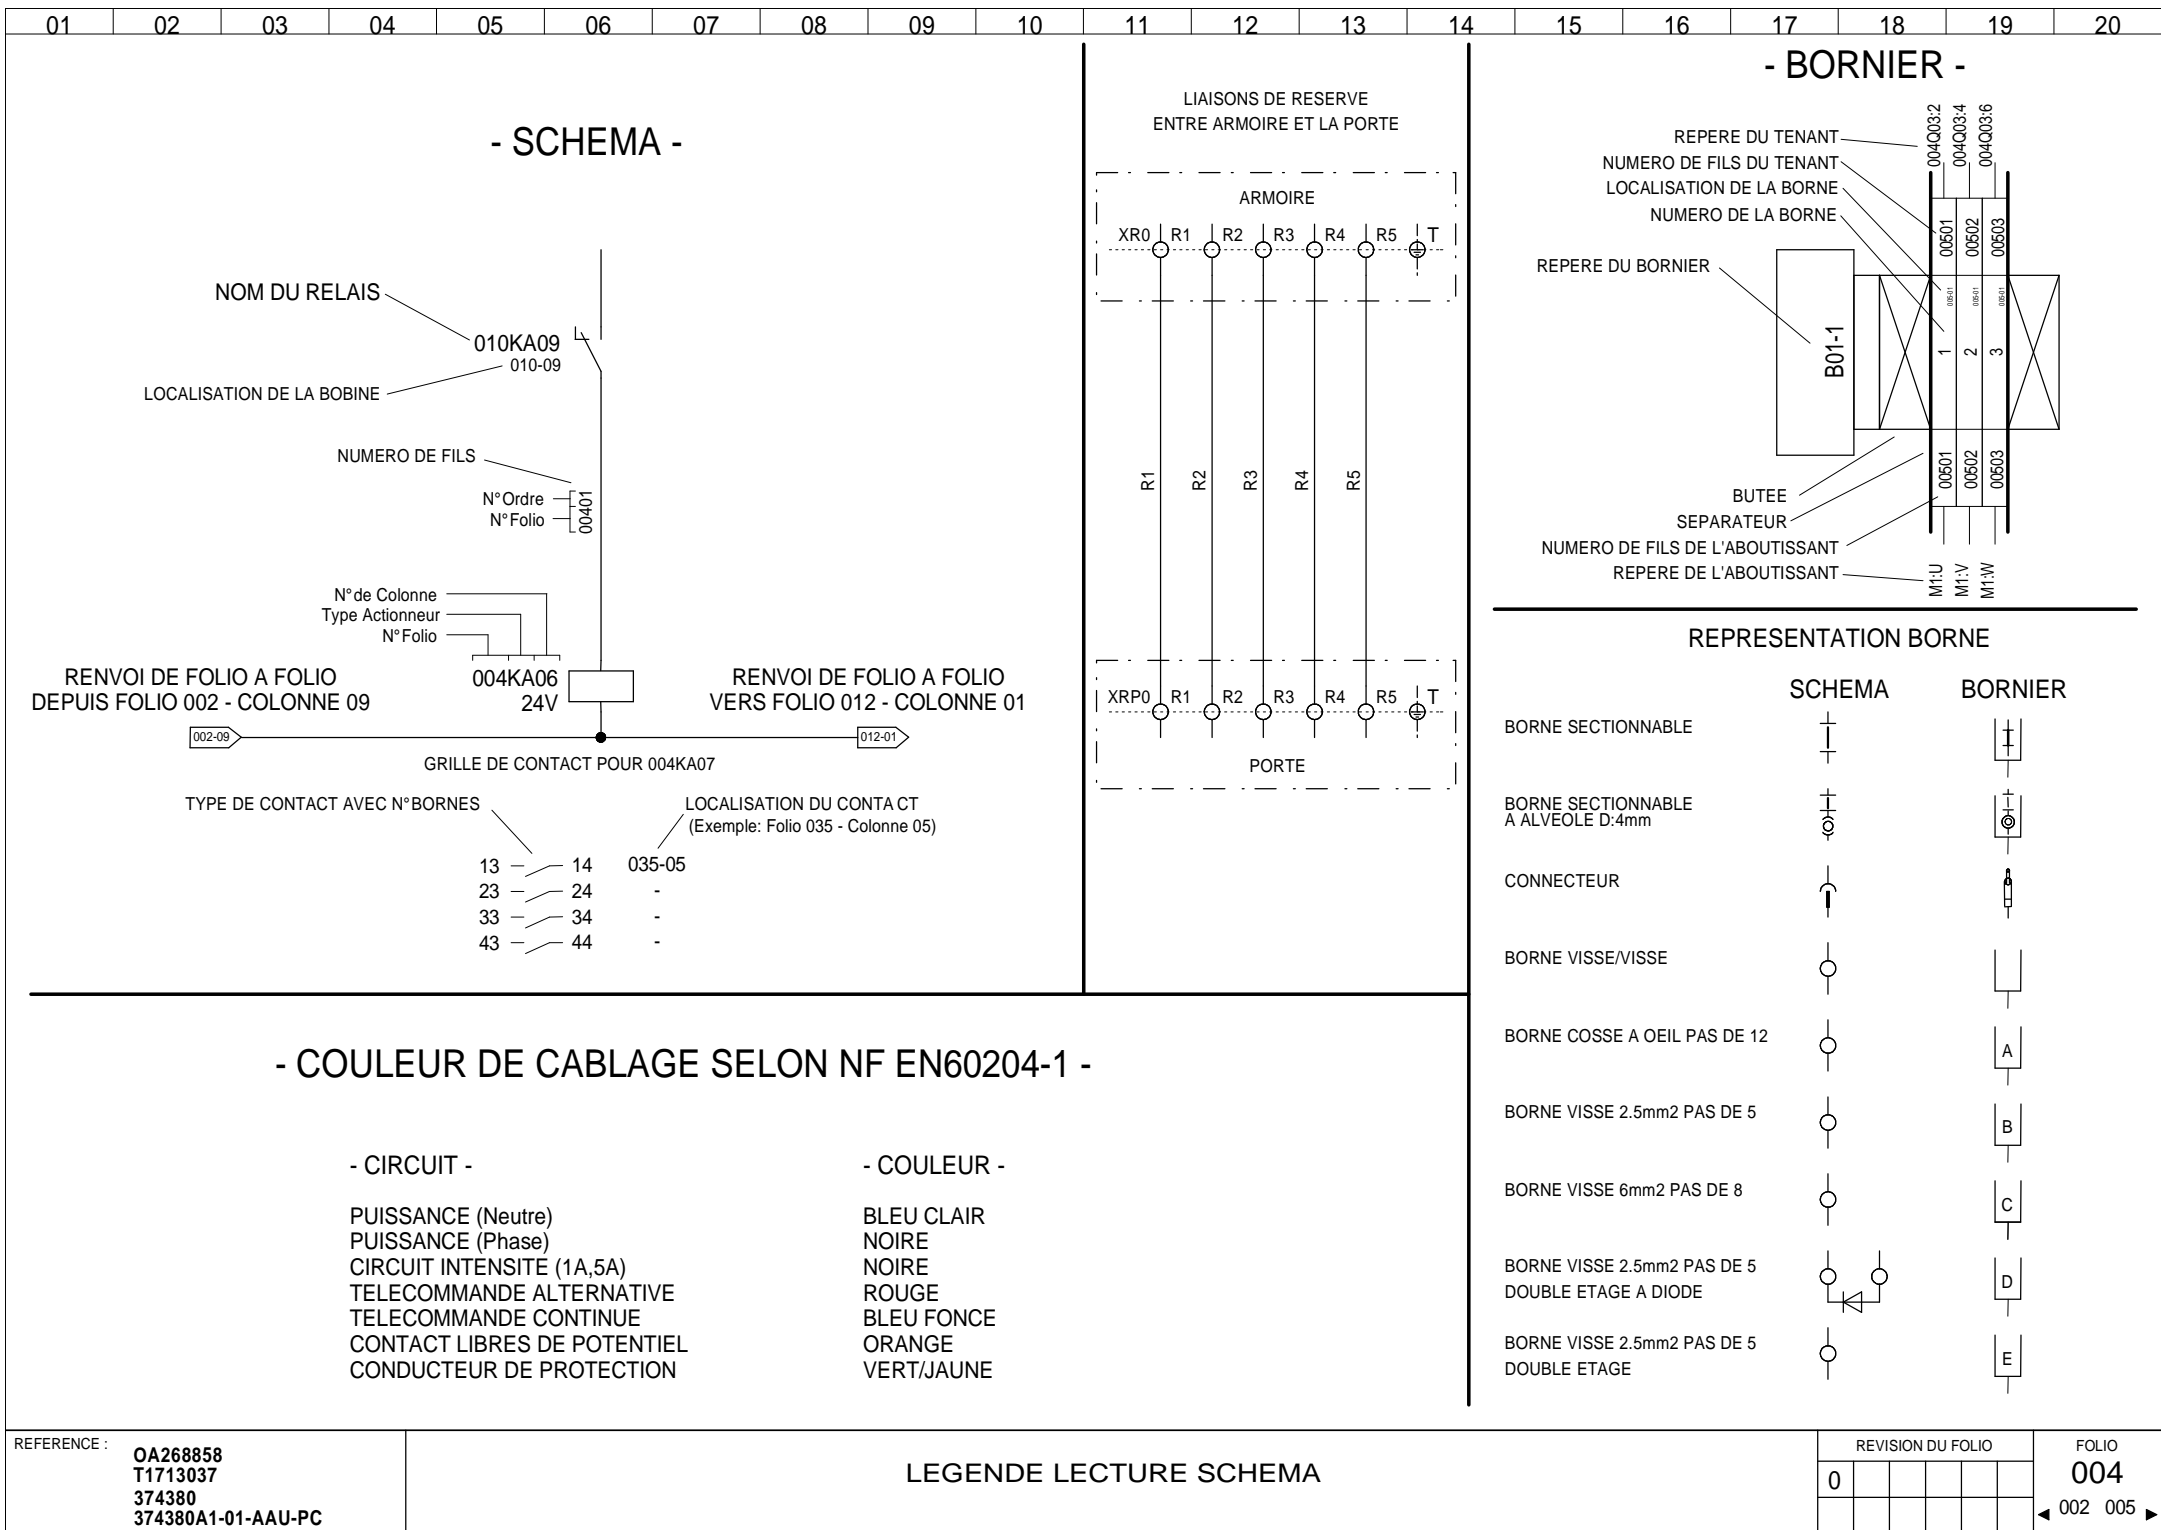 01 02 03 04 05 06 07 08 09 10 11 12 13 14 15 16 17 18 19 20
- SCHEMA -
NOM DU RELAIS
010KA09
010-09
LOCALISATION DE LA BOBINE
NUMERO DE FILS
N°Ordre
N°Folio
00401
N°de Colonne
Type Actionneur
N°Folio
RENVOI DE FOLIO A FOLIO
DEPUIS FOLIO 002 - COLONNE 09
004KA06
24V
RENVOI DE FOLIO A FOLIO
VERS FOLIO 012 - COLONNE 01
002-09
012-01
GRILLE DE CONTACT POUR 004KA07
TYPE DE CONTACT AVEC N°BORNES
LOCALISATION DU CONTA CT
(Exemple: Folio 035 - Colonne 05)
13 14 035-05
23 24 -
33 34 -
43 44 -
LIAISONS DE RESERVE
ENTRE ARMOIRE ET LA PORTE
ARMOIRE
XR0 R1 R2 R3 R4 R5 T
R1 R2 R3 R4 R5
XRP0 R1 R2 R3 R4 R5 T
PORTE
- BORNIER -
REPERE DU TENANT
NUMERO DE FILS DU TENANT
LOCALISATION DE LA BORNE
NUMERO DE LA BORNE
REPERE DU BORNIER
004Q03:2
004Q03:4
004Q03:6
00501
00502
00503
005-01
005-01
005-01
B01-1
1
2
3
00501
00502
00503
BUTEE
SEPARATEUR
NUMERO DE FILS DE L'ABOUTISSANT
REPERE DE L'ABOUTISSANT
M1:U
M1:V
M1:W
REPRESENTATION BORNE
SCHEMA BORNIER
BORNE SECTIONNABLE
BORNE SECTIONNABLE
A ALVEOLE D:4mm
CONNECTEUR
BORNE VISSE/VISSE
BORNE COSSE A OEIL PAS DE 12
A
BORNE VISSE 2.5mm2 PAS DE 5
B
BORNE VISSE 6mm2 PAS DE 8
C
BORNE VISSE 2.5mm2 PAS DE 5
DOUBLE ETAGE A DIODE
D
BORNE VISSE 2.5mm2 PAS DE 5
DOUBLE ETAGE
E
- COULEUR DE CABLAGE SELON NF EN60204-1 -
- CIRCUIT - - COULEUR -
PUISSANCE (Neutre) BLEU CLAIR
PUISSANCE (Phase) NOIRE
CIRCUIT INTENSITE (1A,5A) NOIRE
TELECOMMANDE ALTERNATIVE ROUGE
TELECOMMANDE CONTINUE BLEU FONCE
CONTACT LIBRES DE POTENTIEL ORANGE
CONDUCTEUR DE PROTECTION VERT/JAUNE
REFERENCE :
OA268858
T1713037
374380
374380A1-01-AAU-PC
LEGENDE LECTURE SCHEMA
REVISION DU FOLIO
0
FOLIO
004
002 005